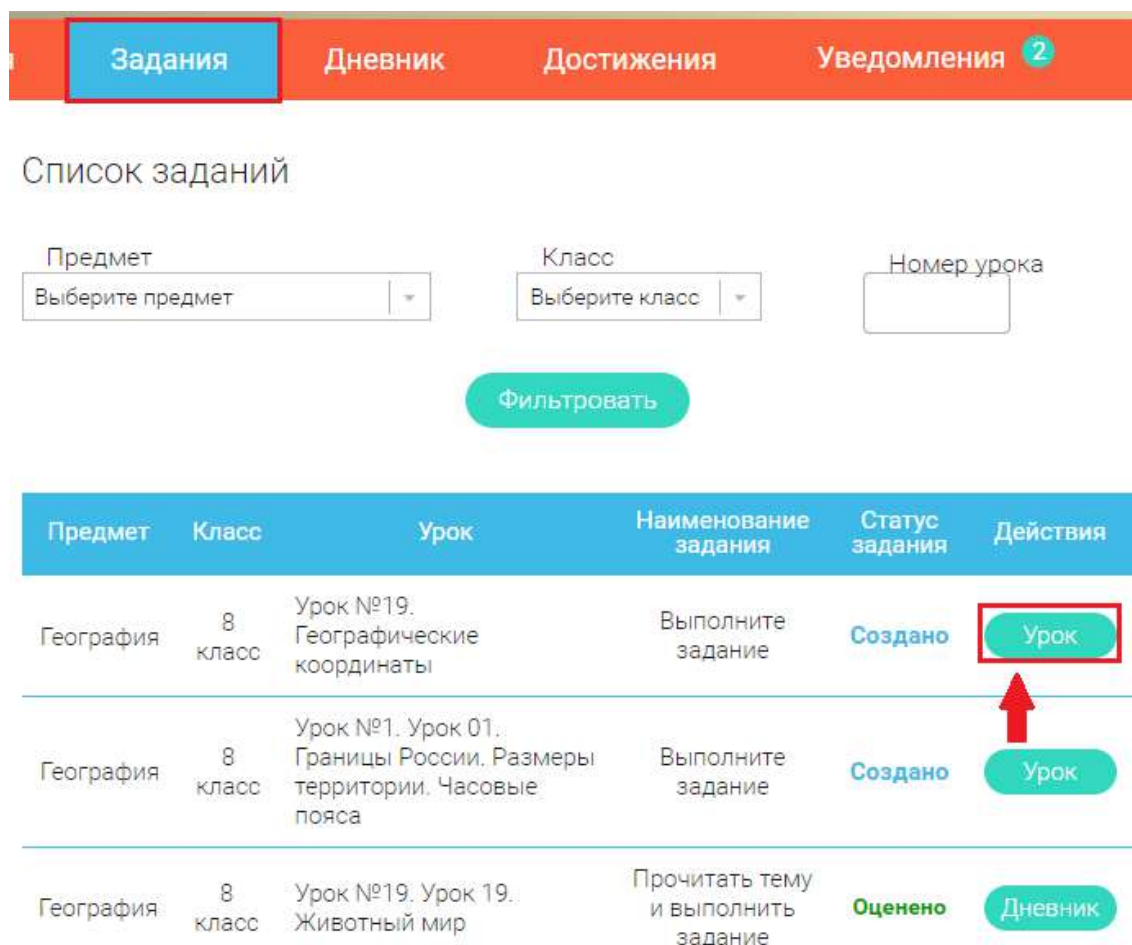 Задания Дневник Достижения Уведомления 2
Список заданий
Предмет Класс Номер урока
Выберите предмет Выберите класс
Фильтровать
Предмет Класс Урок Наименование задания Статус задания Действия
География 8 класс Урок №19. Географические координаты Выполните задание Создано Урок
География 8 класс Урок №1. Урок 01. Границы России. Размеры территории. Часовые пояса Выполните задание Создано Урок
География 8 класс Урок №19. Урок 19. Животный мир Прочитать тему и выполнить задание Оценено Дневник